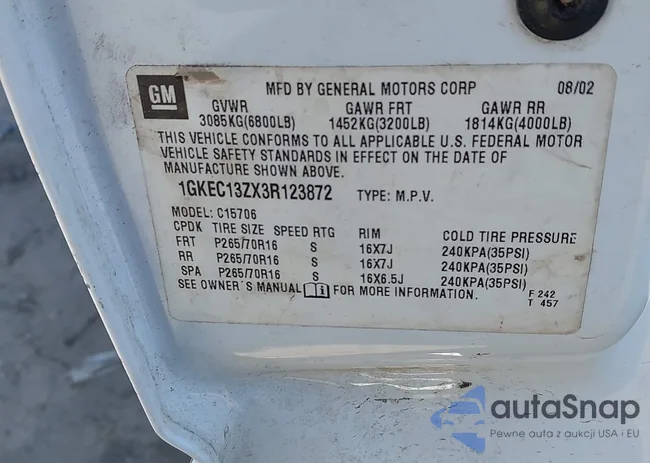 GM
MFD BY GENERAL MOTORS CORP 08/02
GVWR GAWR FRT GAWR RR
3085KG(6800LB) 1452KG(3200LB) 1814KG(4000LB)
THIS VEHICLE CONFORMS TO ALL APPLICABLE U.S. FEDERAL MOTOR
VEHICLE SAFETY STANDARDS IN EFFECT ON THE DATE OF
MANUFACTURE SHOWN ABOVE.
1GKEC13ZX3R123872 TYPE: M.P.V.
MODEL: C15706
CPDK TIRE SIZE SPEED RTG RIM COLD TIRE PRESSURE
FRT P265/70R16 S 16X7J 240KPA(35PSI)
RR P265/70R16 S 16X7J 240KPA(35PSI)
SPA P265/70R16 S 16X6.5J 240KPA(35PSI)
SEE OWNER'S MANUAL FOR MORE INFORMATION.
F 242
T 457
autaSnap
Pewne auta z aukcji USA i EU